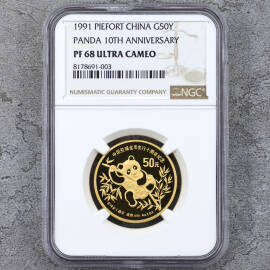 1991 PIEFORT CHINA G50Y
PANDA 10TH ANNIVERSARY
PF 68 ULTRA CAMEO
8178691-003
NUMISMATIC GUARANTY COMPANY
NGC
50元